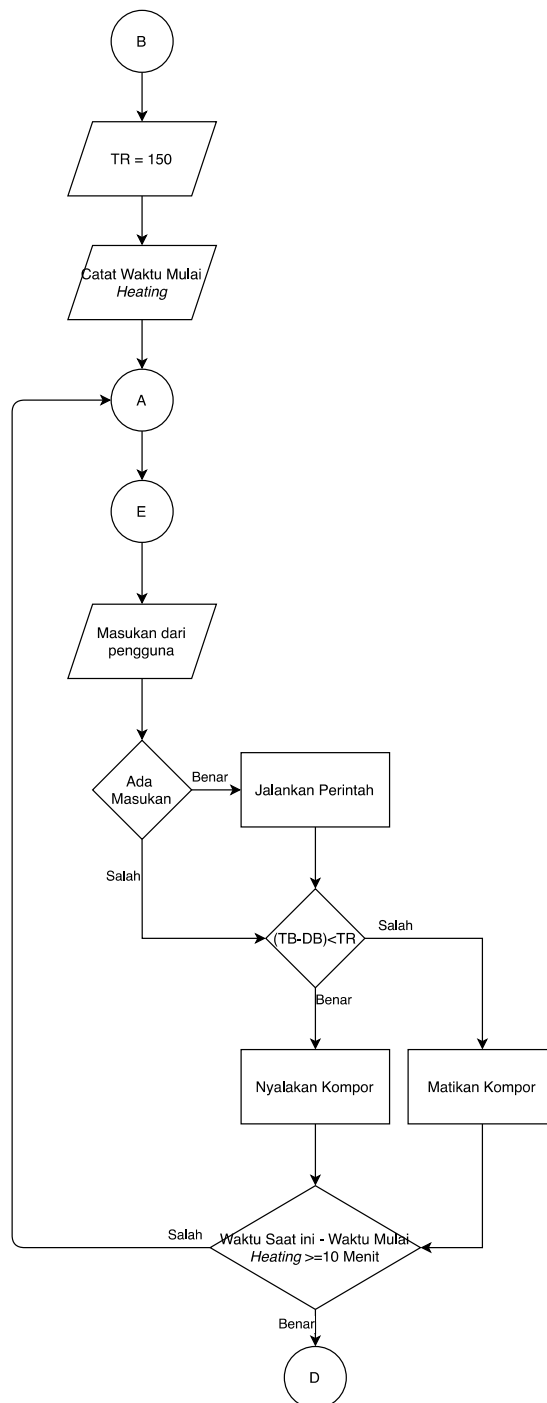 B
TR = 150
Catat Waktu Mulai
Heating
A
E
Masukan dari
pengguna
Ada
Masukan
Benar
Jalankan Perintah
Salah
(TB-DB)<TR
Salah
Benar
Nyalakan Kompor
Matikan Kompor
Salah
Waktu Saat ini - Waktu Mulai
Heating >=10 Menit
Benar
D